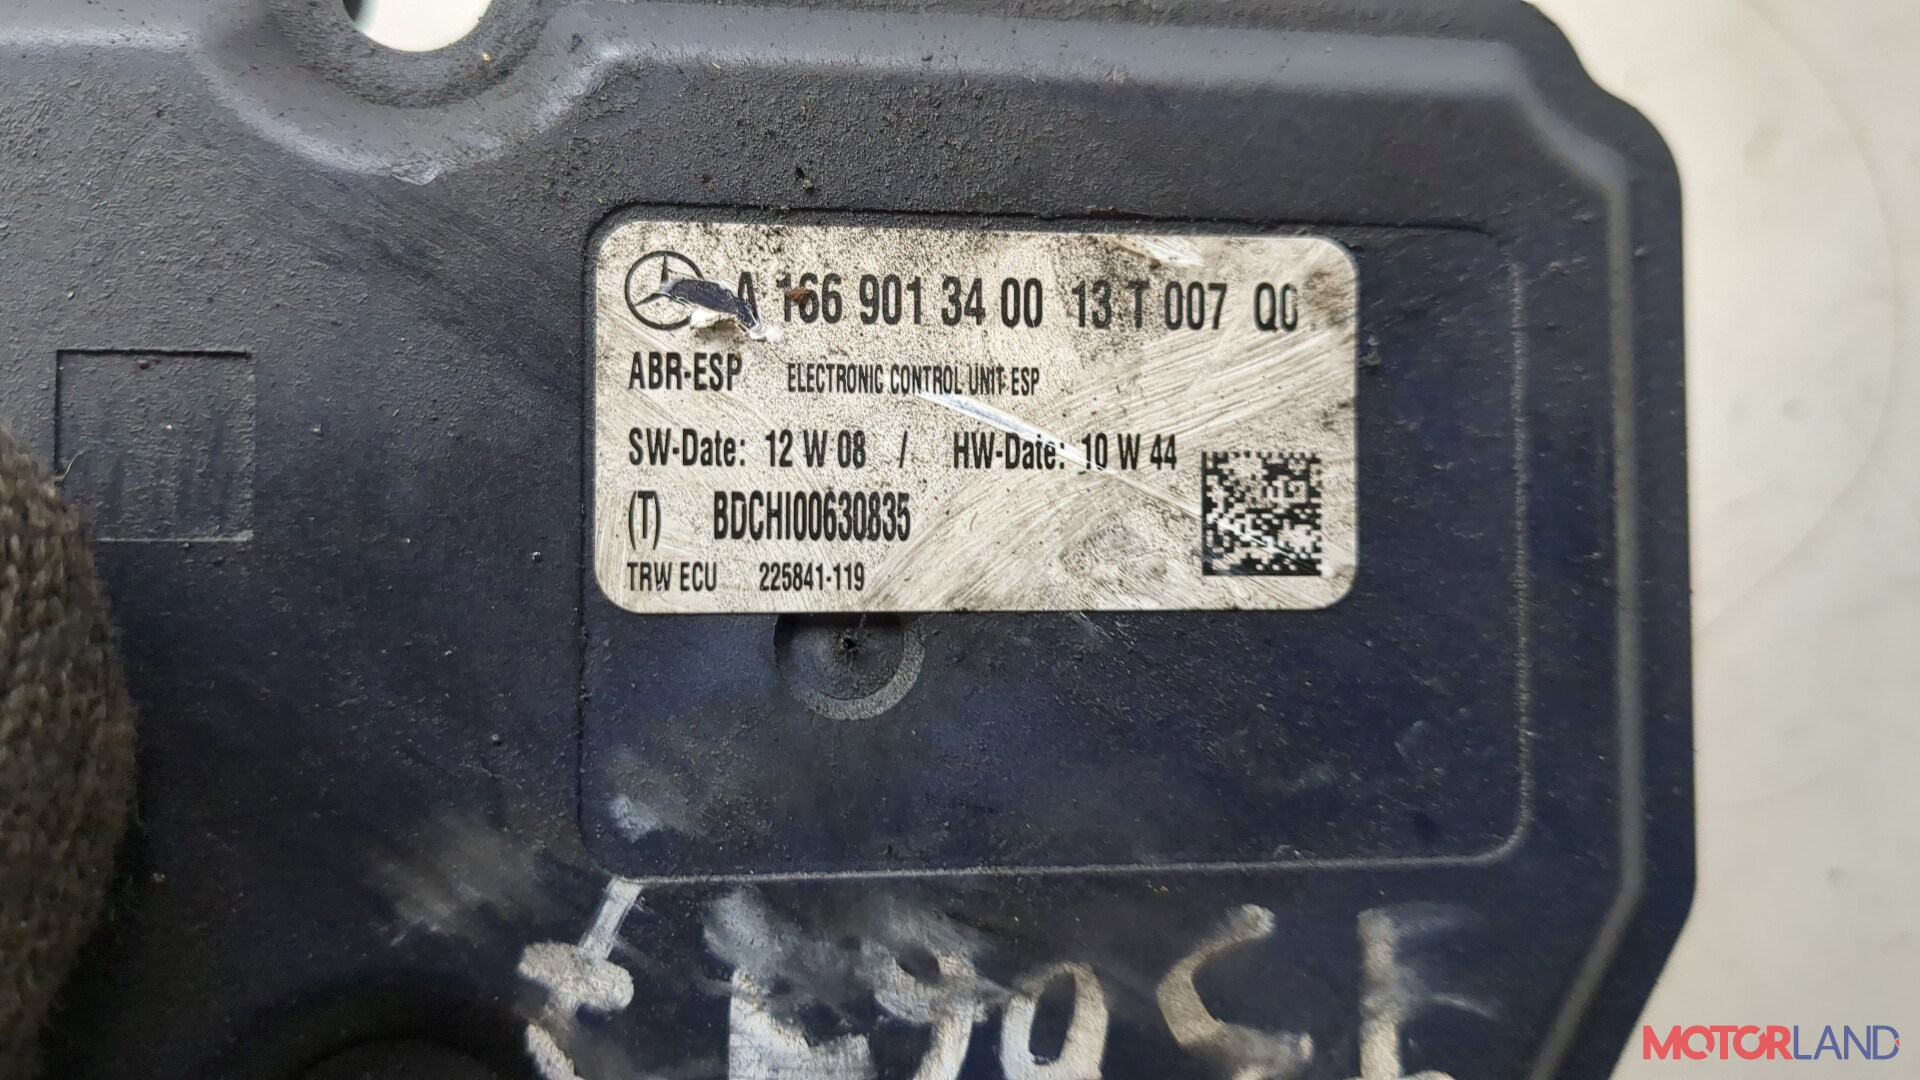 A 166 901 34 00 13 T 007 Q0
ABR-ESP ELECTRONIC CONTROL UNIT-ESP
SW-Date: 12 W 08 / HW-Date: 10 W 44
(T) BDCHI00630835
TRW ECU 225841-119
MOTORLAND